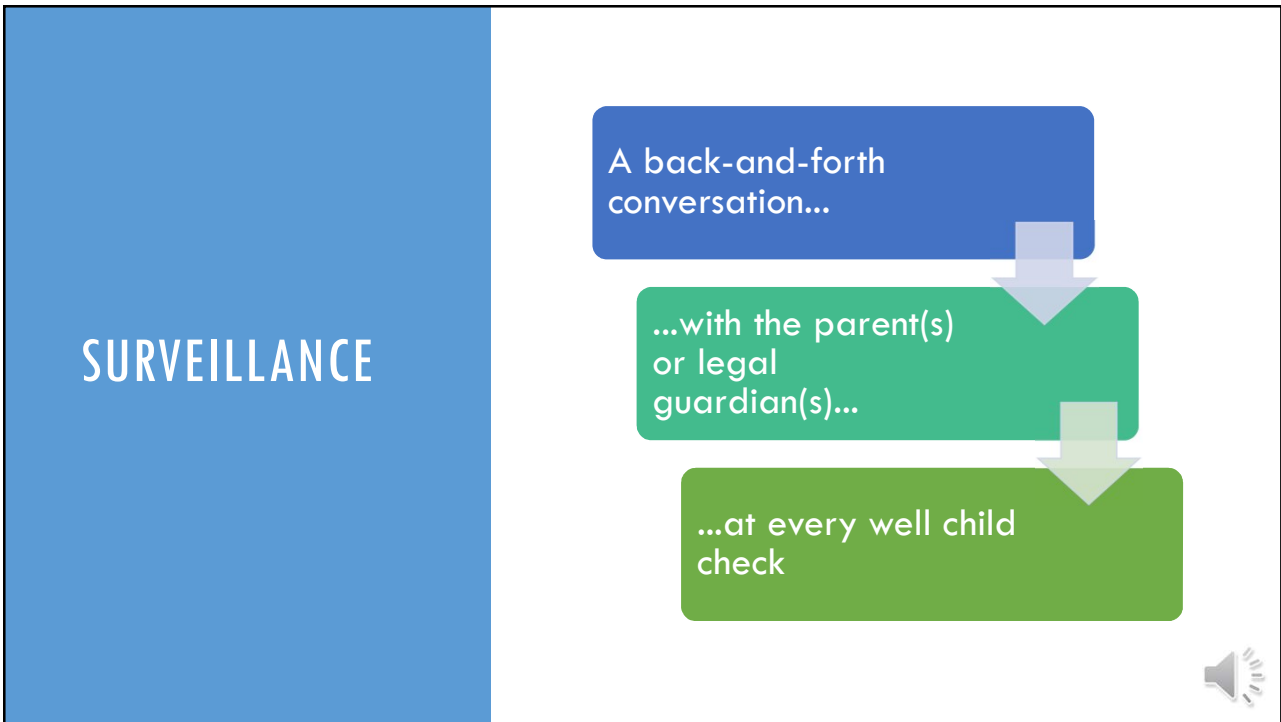 SURVEILLANCE
A back-and-forth
conversation...
...with the parent(s)
or legal
guardian(s)...
...at every well child
check